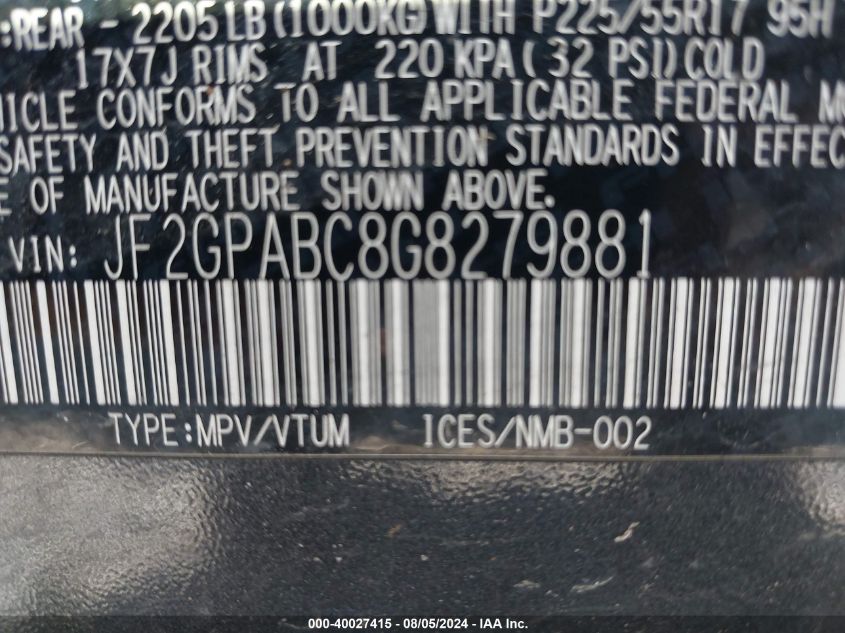 :REAR - 2205LB(1000KG)WITH P225/55R17 95H
17X7J RIMS AT 220 KPA(32 PSI)COLD
VEHICLE CONFORMS TO ALL APPLICABLE FEDERAL
SAFETY AND THEFT PREVENTION STANDARDS IN
OF MANUFACTURE SHOWN ABOVE.
VIN: JF2GPABC8G8279881
TYPE:MPV/VTUM ICES/NMB-002
000-40027415 - 08/05/2024 - IAA Inc.